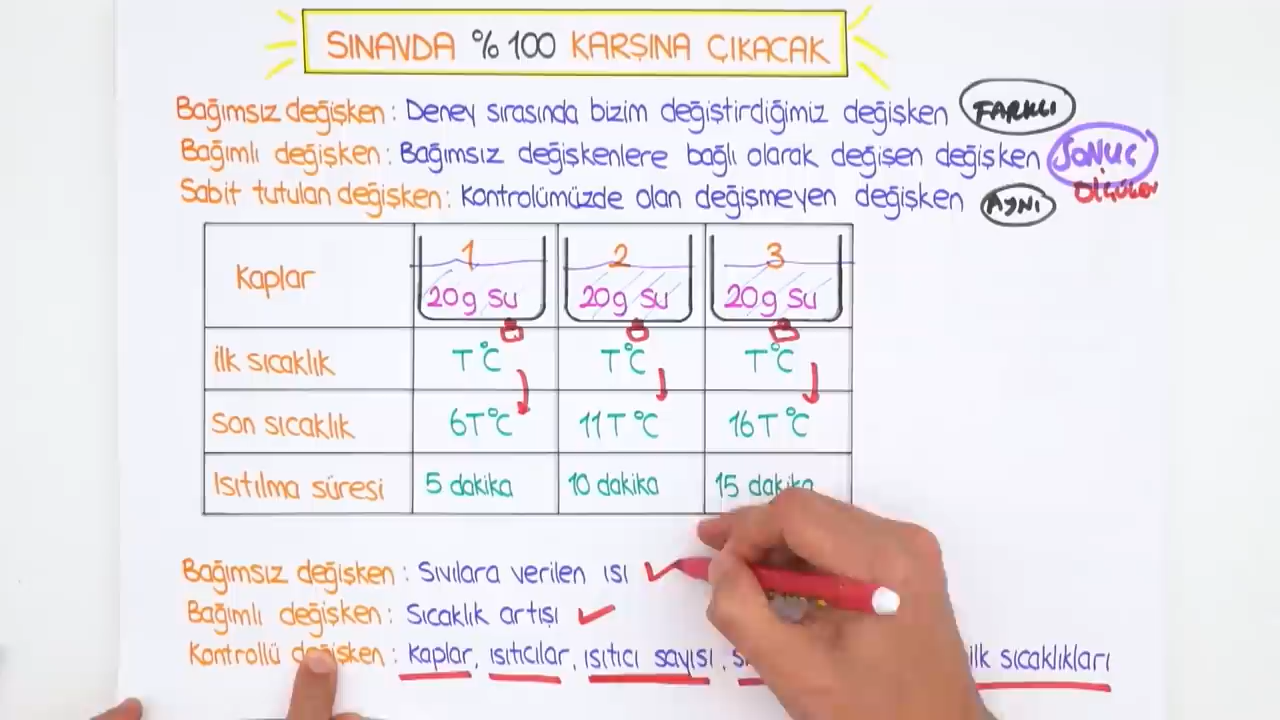 SINAVDA %100 KARŞINA ÇIKACAK
Bağımsız değişken : Deney sırasında bizim değiştirdiğimiz değişken FARKLI
Bağımlı değişken : Bağımsız değişkenlere bağlı olarak değişen değişken SONUÇ
ölçülen
Sabit tutulan değişken : Kontrolümüzde olan değişmeyen değişken AYNI
Kaplar 1 20g su 2 20g su 3 20g su
İlk sıcaklık T°C T°C T°C
Son sıcaklık 6T°C 11T°C 16T°C
Isıtılma süresi 5 dakika 10 dakika 15 dakika
Bağımsız değişken : Sıvılara verilen ısı
Bağımlı değişken : Sıcaklık artışı
Kontrollü değişken : kaplar, ısıtıcılar, ısıtıcı sayısı, ilk sıcaklıkları